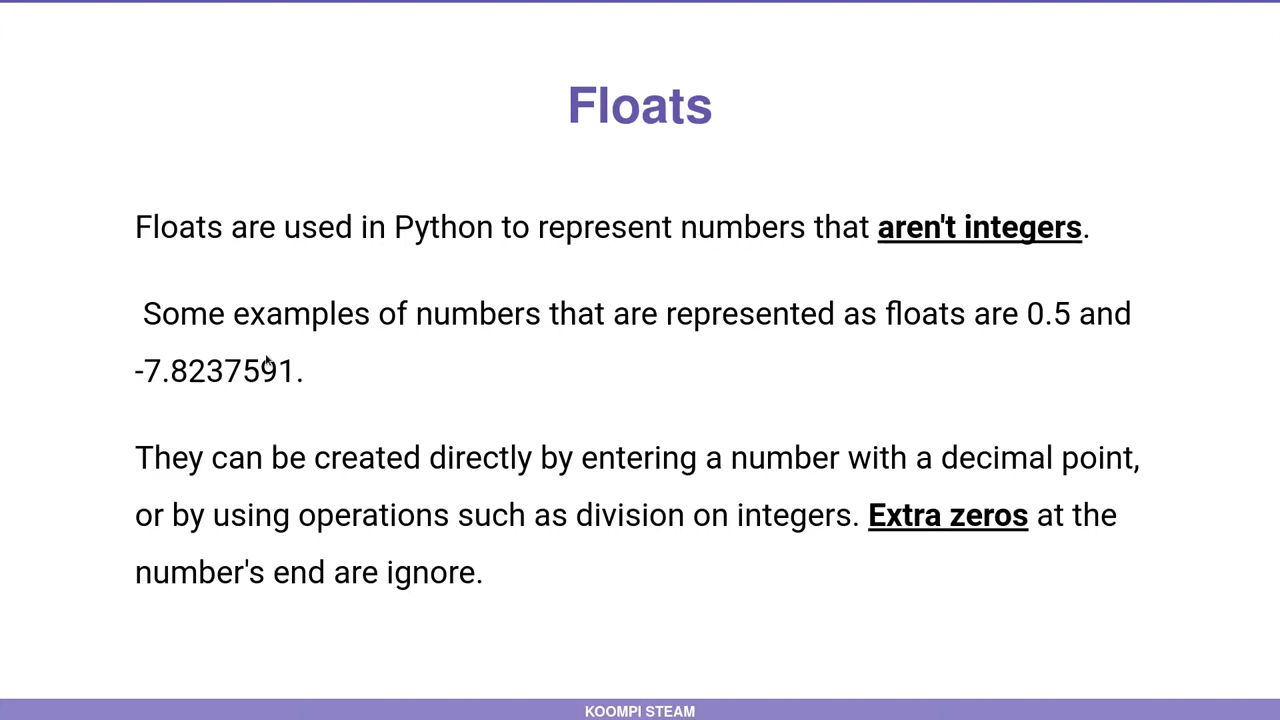 Floats
Floats are used in Python to represent numbers that aren't integers.
Some examples of numbers that are represented as floats are 0.5 and
-7.8237591.
They can be created directly by entering a number with a decimal point,
or by using operations such as division on integers. Extra zeros at the
number's end are ignore.
KOOMPI STEAM